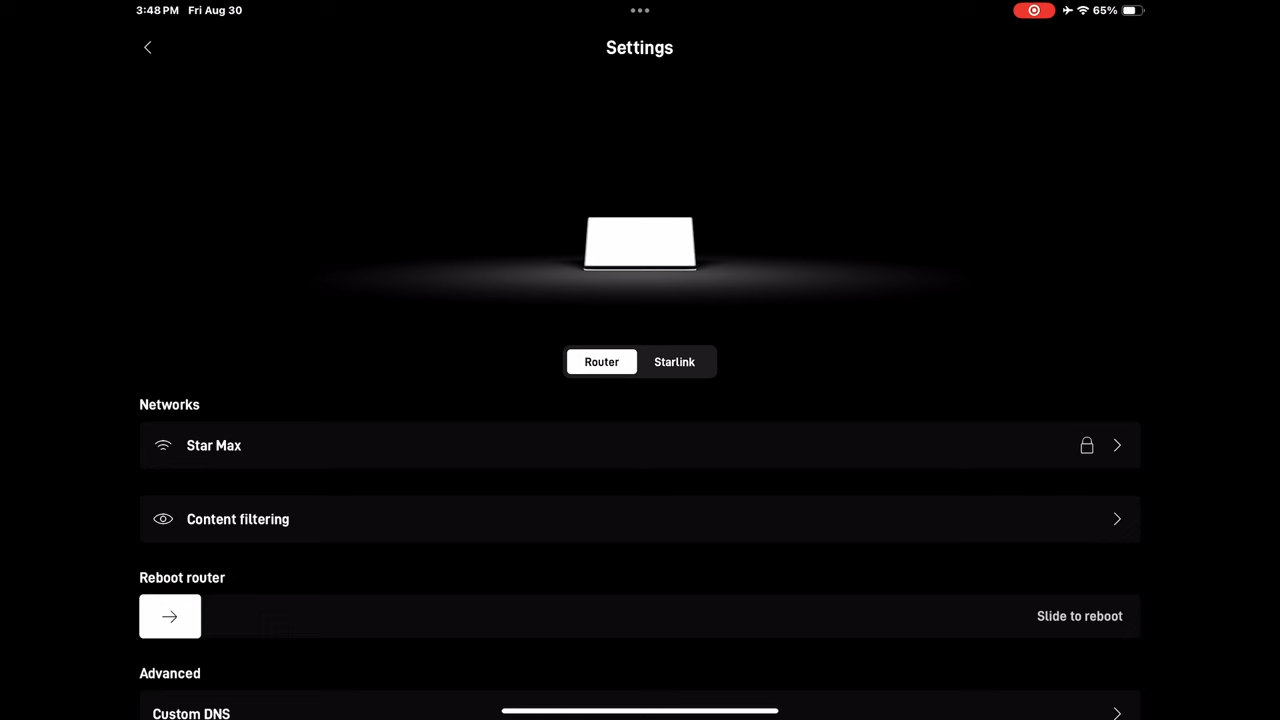 3:48 PM Fri Aug 30
65%
Settings
Router Starlink
Networks
Star Max
Content filtering
Reboot router
Slide to reboot
Advanced
Custom DNS